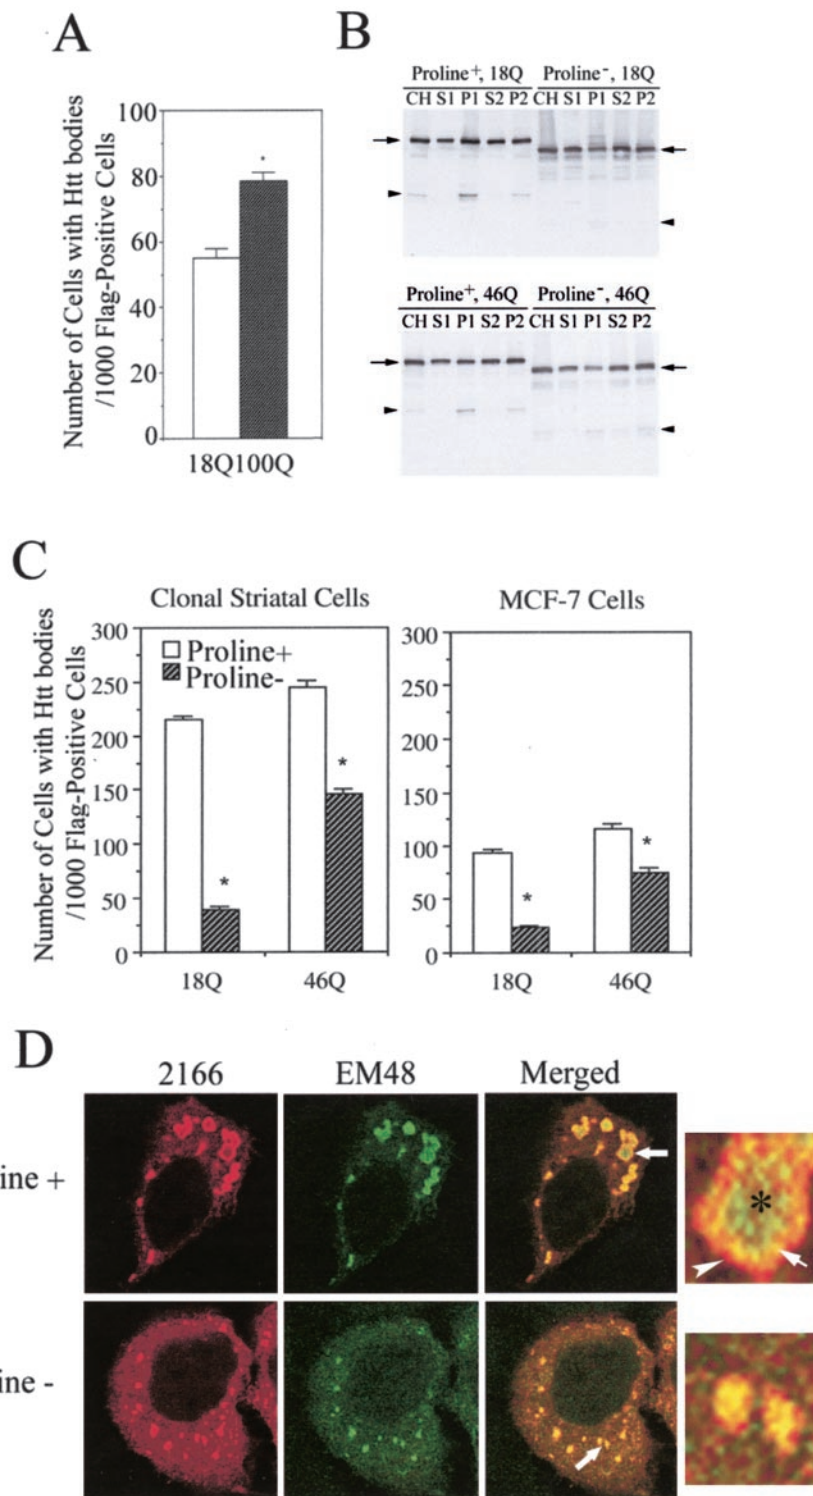 A
Number of Cells with Htt bodies
/1000 Flag-Positive Cells
100
80
60
40
20
0
18Q100Q
B
Proline+, 18Q Proline-, 18Q
CH S1 P1 S2 P2 CH S1 P1 S2 P2
Proline+, 46Q Proline-, 46Q
CH S1 P1 S2 P2 CH S1 P1 S2 P2
C
Clonal Striatal Cells
MCF-7 Cells
Number of Cells with Htt bodies
/1000 Flag-Positive Cells
300
250
200
150
100
50
0
Proline+
Proline-
*
*
18Q 46Q
300
250
200
150
100
50
0
*
*
18Q 46Q
D
2166 EM48 Merged
ine +
*
ine -